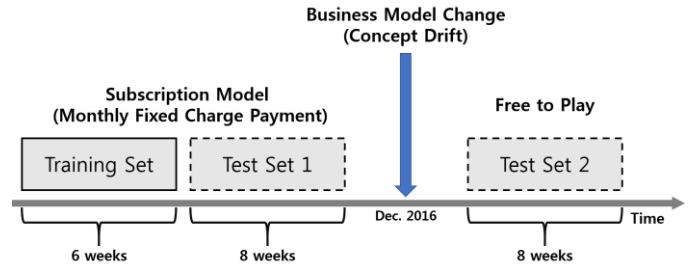 Business Model Change
(Concept Drift)
Subscription Model
(Monthly Fixed Charge Payment)
Free to Play
Training Set
Test Set 1
Test Set 2
Dec. 2016
Time
6 weeks
8 weeks
8 weeks